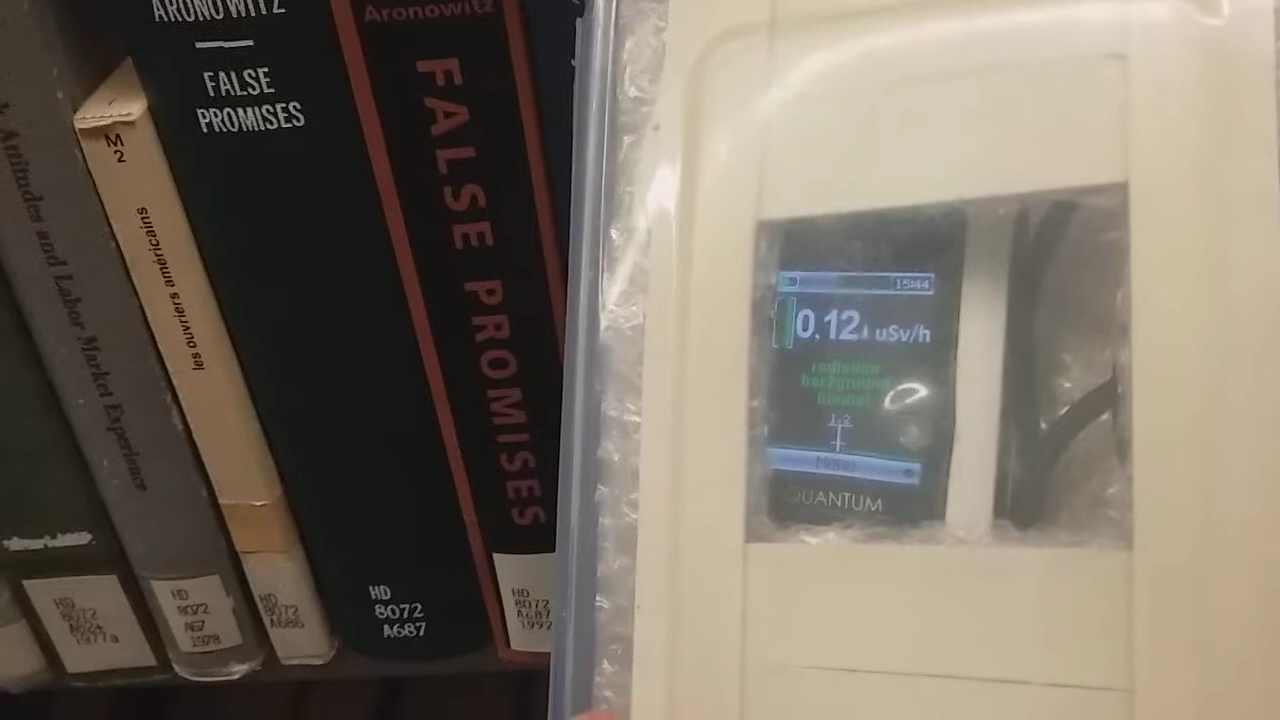 Attitudes and Labor Market Experience
HD
8072
A67
1978
M
2
les ouvriers américains
HD
8072
A686
ARONOWITZ
FALSE
PROMISES
HD
8072
A687
Aronowitz
FALSE PROMISES
HD
8072
A687
1992
HD
8072
1977a
15:44
0,12 uSv/h
radiation
background
normal
Menu
QUANTUM